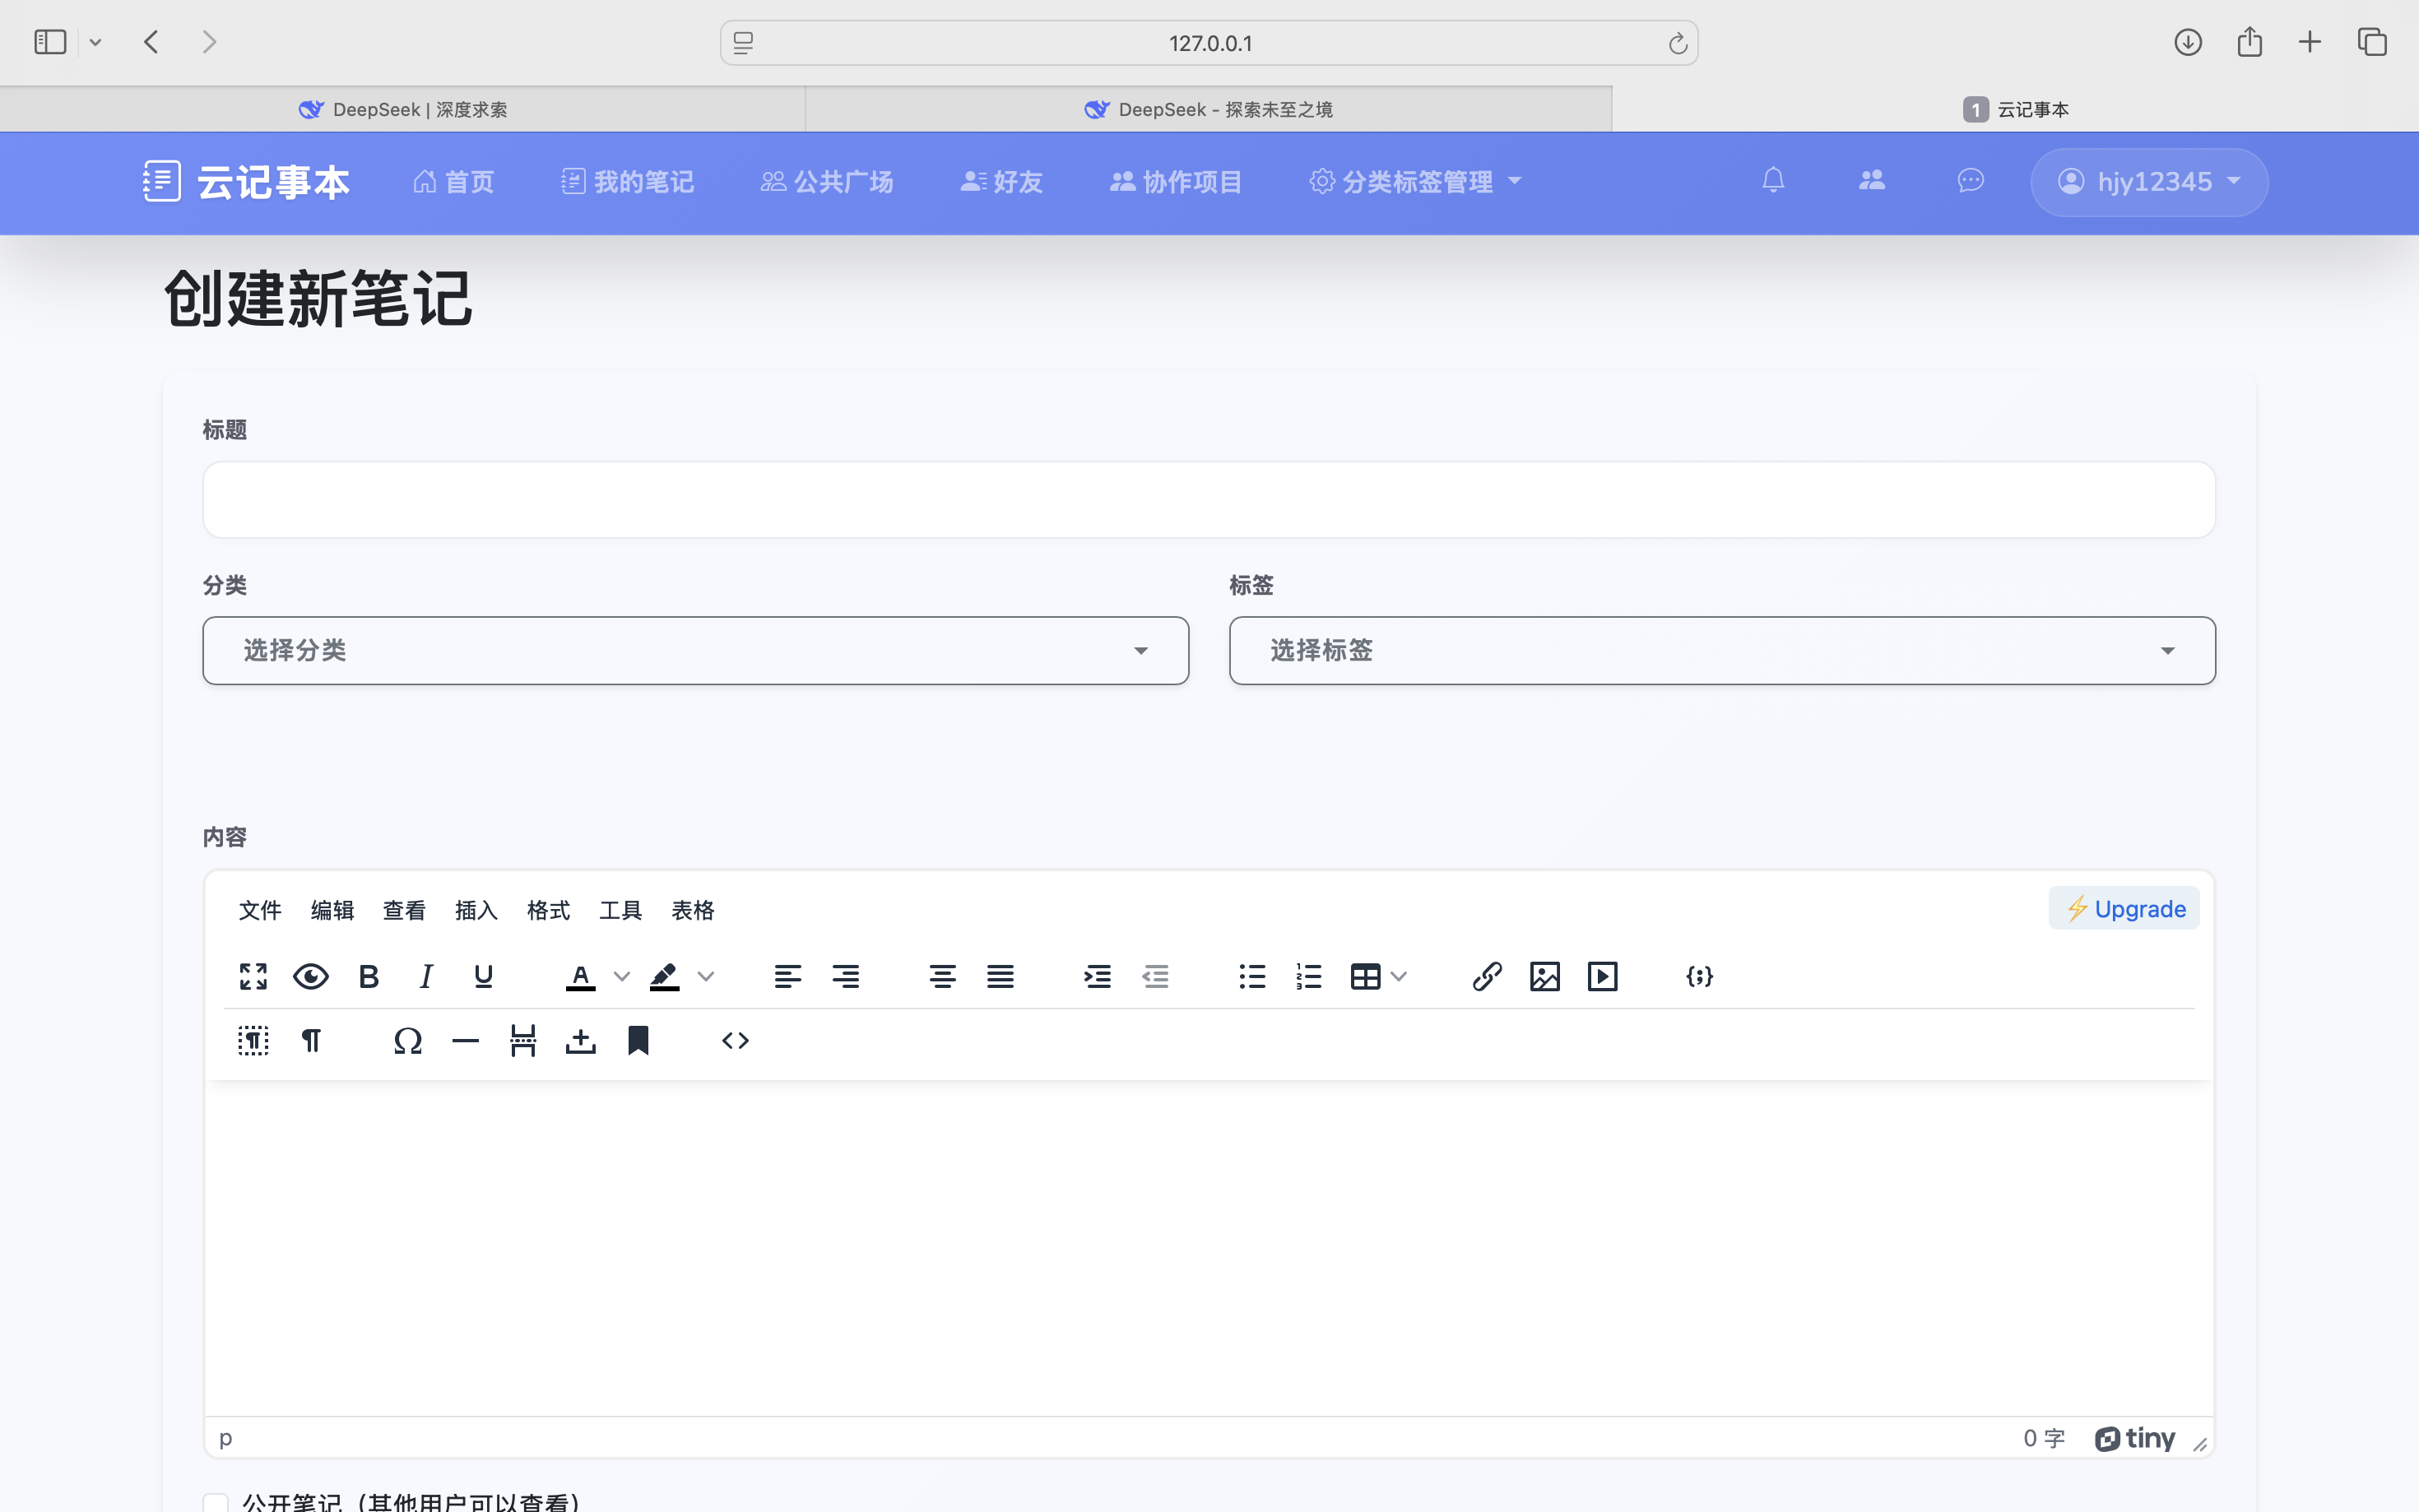 127.0.0.1
DeepSeek | 深度求索
DeepSeek - 探索未至之境
1 云记事本
云记事本
首页
我的笔记
公共广场
好友
协作项目
分类标签管理
hjy12345
创建新笔记
标题
分类
标签
选择分类
选择标签
内容
文件 编辑 查看 插入 格式 工具 表格
Upgrade
p
0 字
tiny
公开笔记（其他用户可以查看）